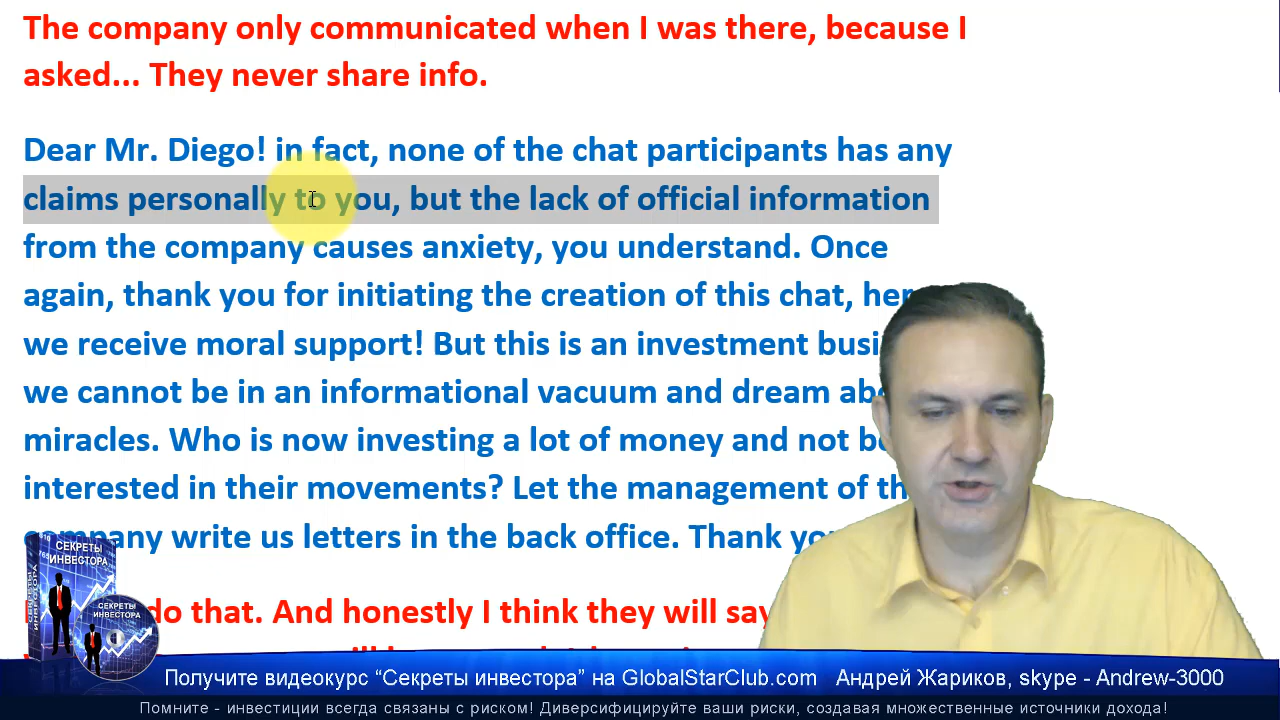 The company only communicated when I was there, because I
asked... They never share info.
Dear Mr. Diego! in fact, none of the chat participants has any
claims personally to you, but the lack of official information
from the company causes anxiety, you understand. Once
again, thank you for initiating the creation of this chat,
we receive moral support! But this is an investment
we cannot be in an informational vacuum and dream
miracles. Who is now investing a lot of money and not
interested in their movements? Let the management of
company write us letters in the back office. Thank
do that. And honestly I think they will say
СЕКРЕТЫ
ИНВЕСТОРА
СЕКРЕТЫ
ИНВЕСТОРА
Получите видеокурс “Секреты инвестора” на GlobalStarClub.com Андрей Жариков, skype - Andrew-3000
Помните - инвестиции всегда связаны с риском! Диверсифицируйте ваши риски, создавая множественные источники дохода!